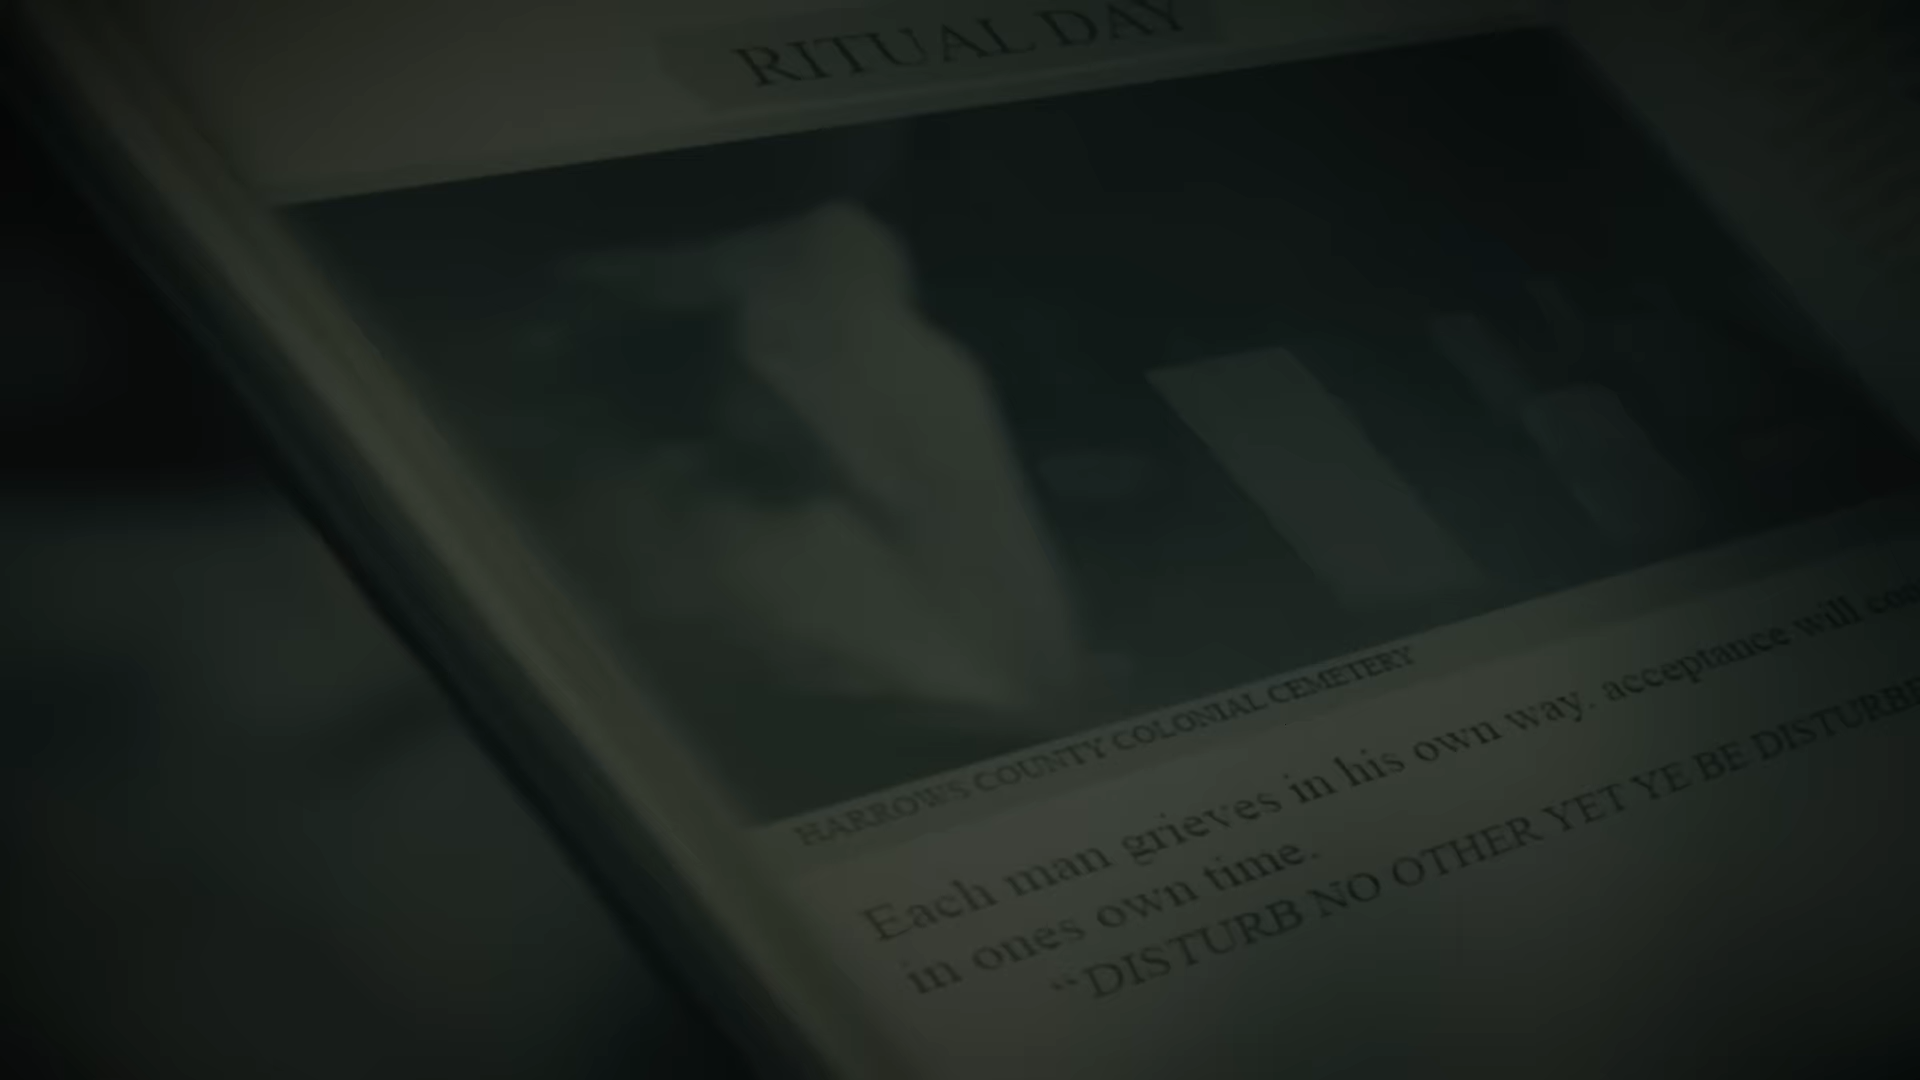 RITUAL DAY
HARROWS COUNTY COLONIAL CEMETERY
Each man grieves in his own way. acceptance will
in ones own time.
“DISTURB NO OTHER YET YE BE